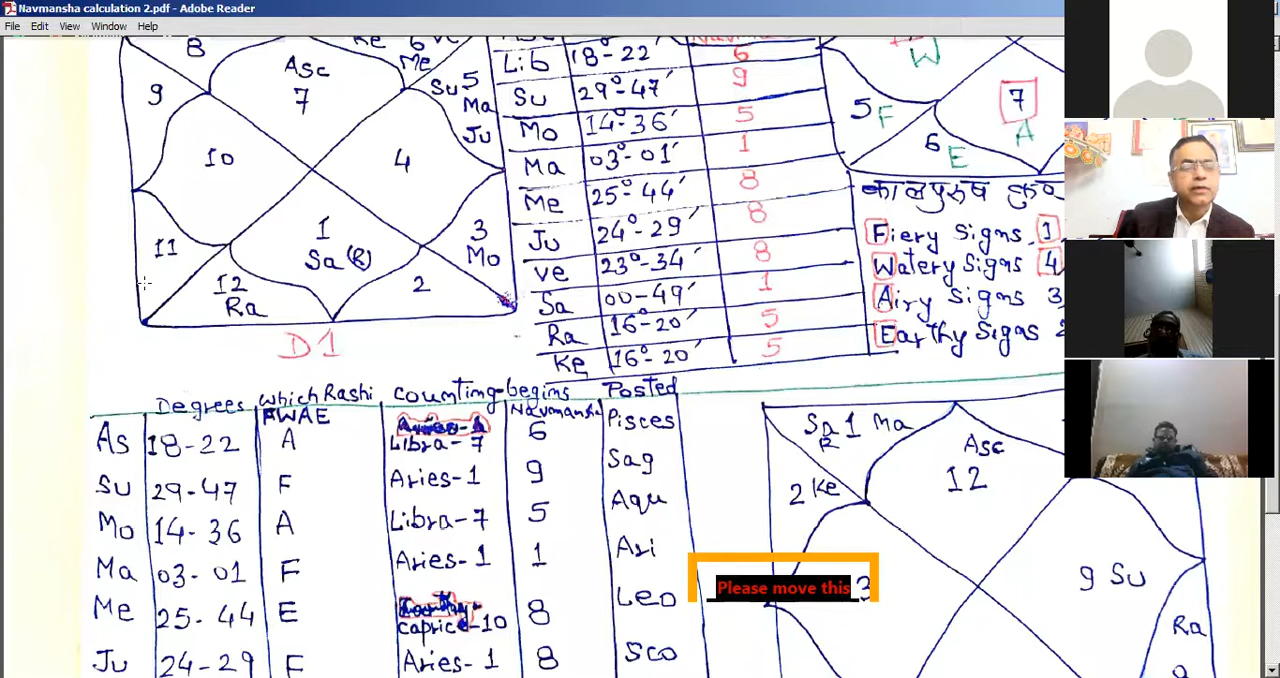 Navmansha calculation 2.pdf - Adobe Reader
File Edit View Window Help
8
Ke 6 Ve
Me
Asc
7
9
Su 5
Ma
Ju
10
4
1
Sa (R)
3
Mo
11
12
Ra
2
D1
Lib 18°-22' 6
Su 29°-47' 9
Mo 14°-36' 5
Ma 03°-01' 1
Me 25°-44' 8
Ju 24°-29' 8
Ve 23°-34' 8
Sa 00-49' 1
Ra 16°-20' 5
Ke 16°-20' 5
W
5 F
7
A
6 E
कालपुरुष
Fiery Signs 1
Watery Signs 4
Airy Signs 3
Earthy Signs 2
Degrees which Rashi counting begins Navmansha Posted
FWAE
As 18-22 A Libra-7 6 Pisces
Su 29-47 F Aries-1 9 Sag
Mo 14-36 A Libra-7 5 Aqu
Ma 03-01 F Aries-1 1 Ari
Me 25-44 E Caprico-10 8 Leo
Ju 24-29 F Aries-1 8 Sco
Sa 1 Ma
R
Asc
12
2 Ke
Please move this
3
9 Su
Ra